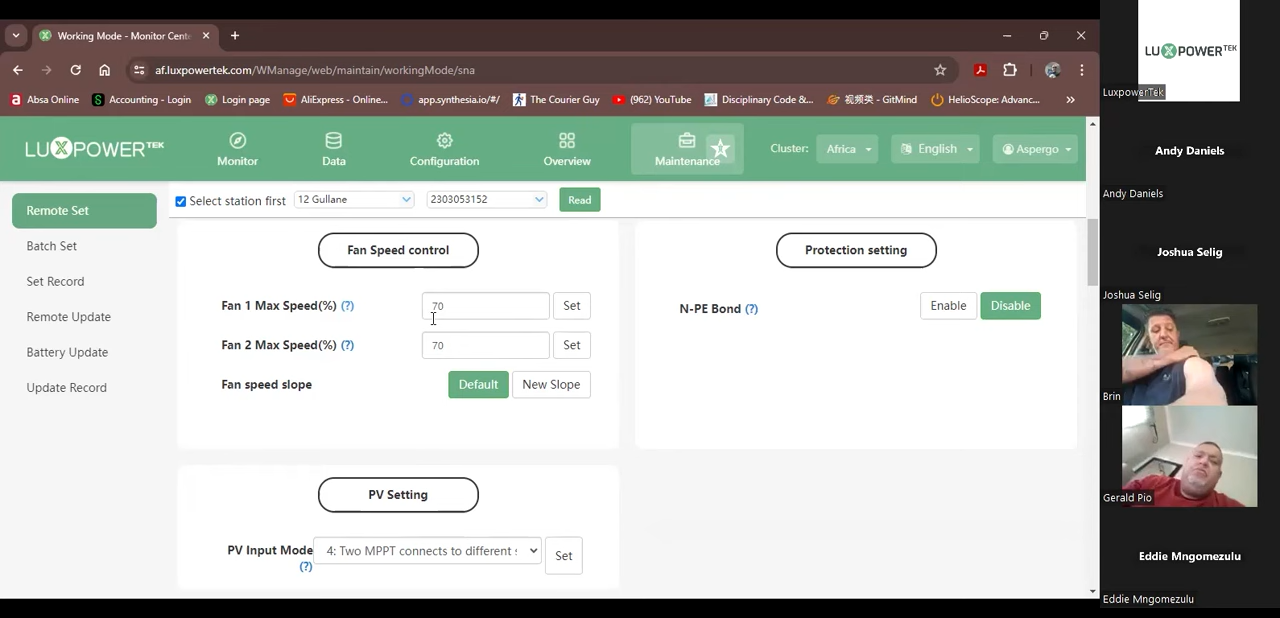 Working Mode - Monitor Cente
af.luxpowertek.com/WManage/web/maintain/workingMode/sna
Absa Online
Accounting - Login
Login page
AliExpress - Online...
app.synthesia.io/#/
The Courier Guy
(962) YouTube
Disciplinary Code &...
视频类 - GitMind
HelioScope: Advanc...
»
LUXPOWERTEK
Monitor
Data
Configuration
Overview
Maintenance
Cluster:
Africa
English
Aspergo
Remote Set
Batch Set
Set Record
Remote Update
Battery Update
Update Record
Select station first
12 Gullane
2303053152
Read
Fan Speed control
Fan 1 Max Speed(%) (?)
70
Set
Fan 2 Max Speed(%) (?)
70
Set
Fan speed slope
Default
New Slope
Protection setting
N-PE Bond (?)
Enable
Disable
PV Setting
PV Input Mode
(?)
4: Two MPPT connects to different s
Set
LUXPOWERTEK
LuxpowerTek
Andy Daniels
Andy Daniels
Joshua Selig
Joshua Selig
Brin
Gerald Pio
Eddie Mngomezulu
Eddie Mngomezulu